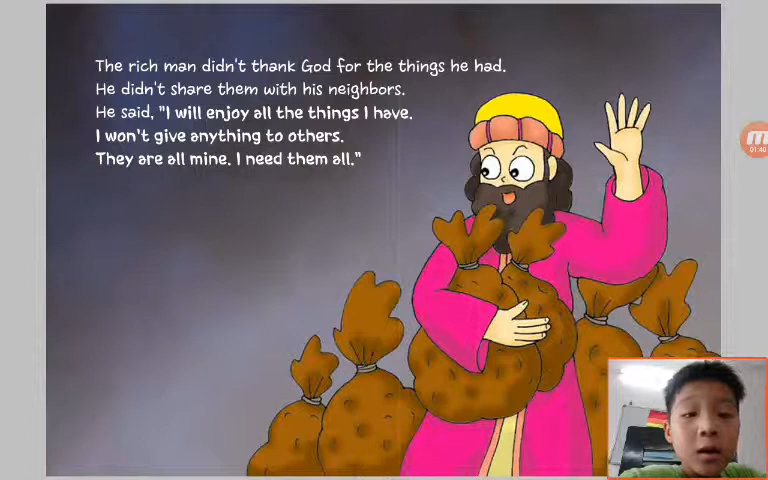 The rich man didn't thank God for the things he had.
He didn't share them with his neighbors.
He said, "I will enjoy all the things I have.
I won't give anything to others.
They are all mine. I need them all."
01:40